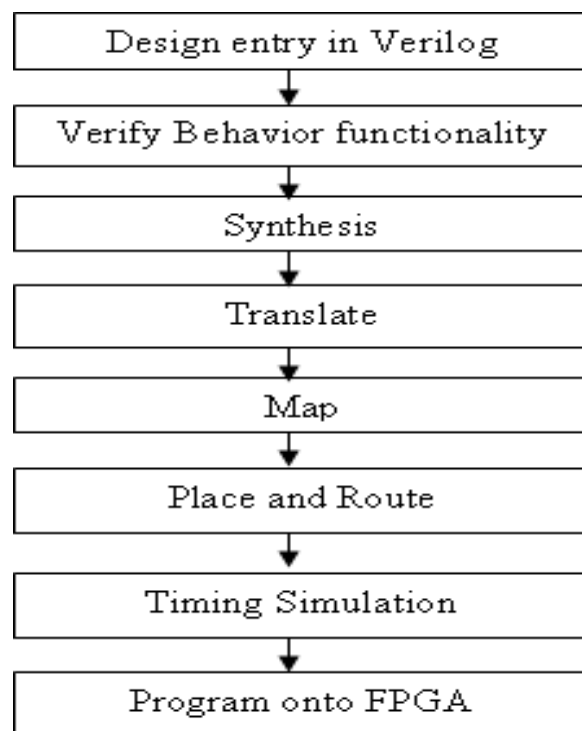 Design entry in Verilog
Verify Behavior functionality
Synthesis
Translate
Map
Place and Route
Timing Simulation
Program onto FPGA